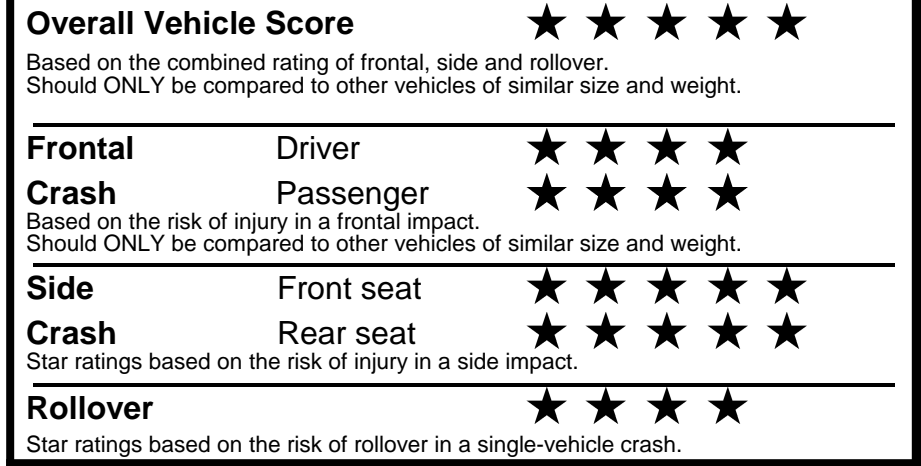 Overall Vehicle Score ★ ★ ★ ★ ★
Based on the combined rating of frontal, side and rollover.
Should ONLY be compared to other vehicles of similar size and weight.
Frontal Driver ★ ★ ★ ★
Crash Passenger ★ ★ ★ ★
Based on the risk of injury in a frontal impact.
Should ONLY be compared to other vehicles of similar size and weight.
Side Front seat ★ ★ ★ ★ ★
Crash Rear seat ★ ★ ★ ★ ★
Star ratings based on the risk of injury in a side impact.
Rollover ★ ★ ★ ★
Star ratings based on the risk of rollover in a single-vehicle crash.